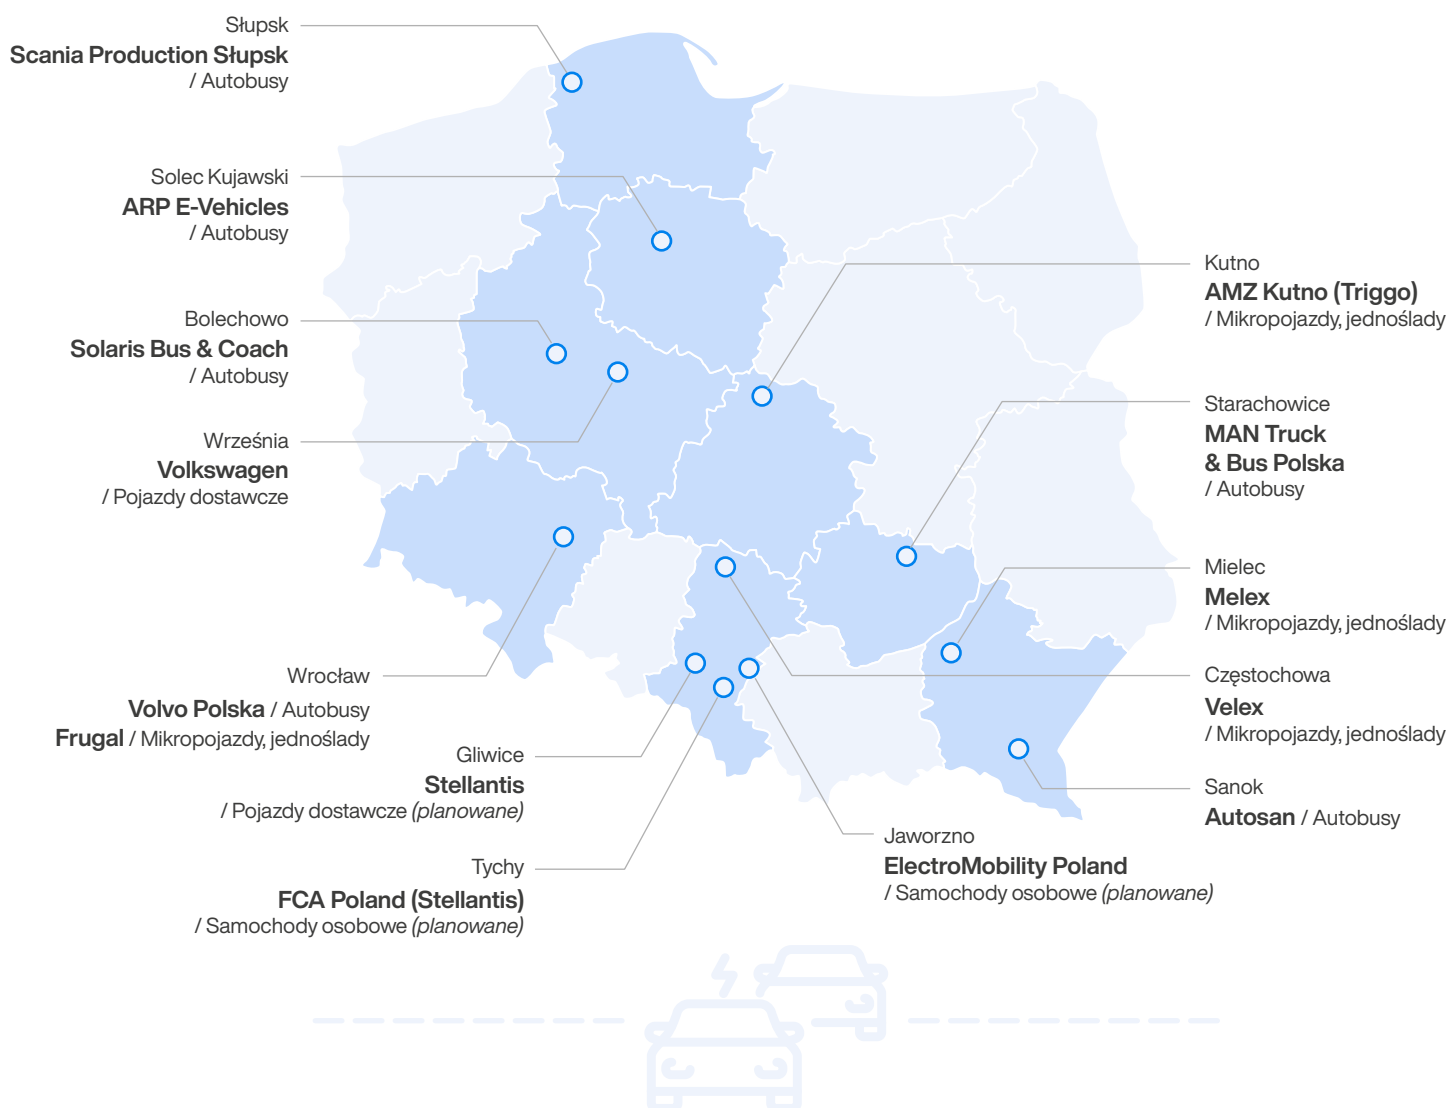 Słupsk
Scania Production Słupsk
/ Autobusy
Solec Kujawski
ARP E-Vehicles
/ Autobusy
Bolechowo
Solaris Bus & Coach
/ Autobusy
Września
Volkswagen
/ Pojazdy dostawcze
Wrocław
Volvo Polska / Autobusy
Frugal / Mikropojazdy, jednoślady
Gliwice
Stellantis
/ Pojazdy dostawcze (planowane)
Tychy
FCA Poland (Stellantis)
/ Samochody osobowe (planowane)
Kutno
AMZ Kutno (Triggo)
/ Mikropojazdy, jednoślady
Starachowice
MAN Truck
& Bus Polska
/ Autobusy
Mielec
Melex
/ Mikropojazdy, jednoślady
Częstochowa
Velex
/ Mikropojazdy, jednoślady
Sanok
Autosan / Autobusy
Jaworzno
ElectroMobility Poland
/ Samochody osobowe (planowane)